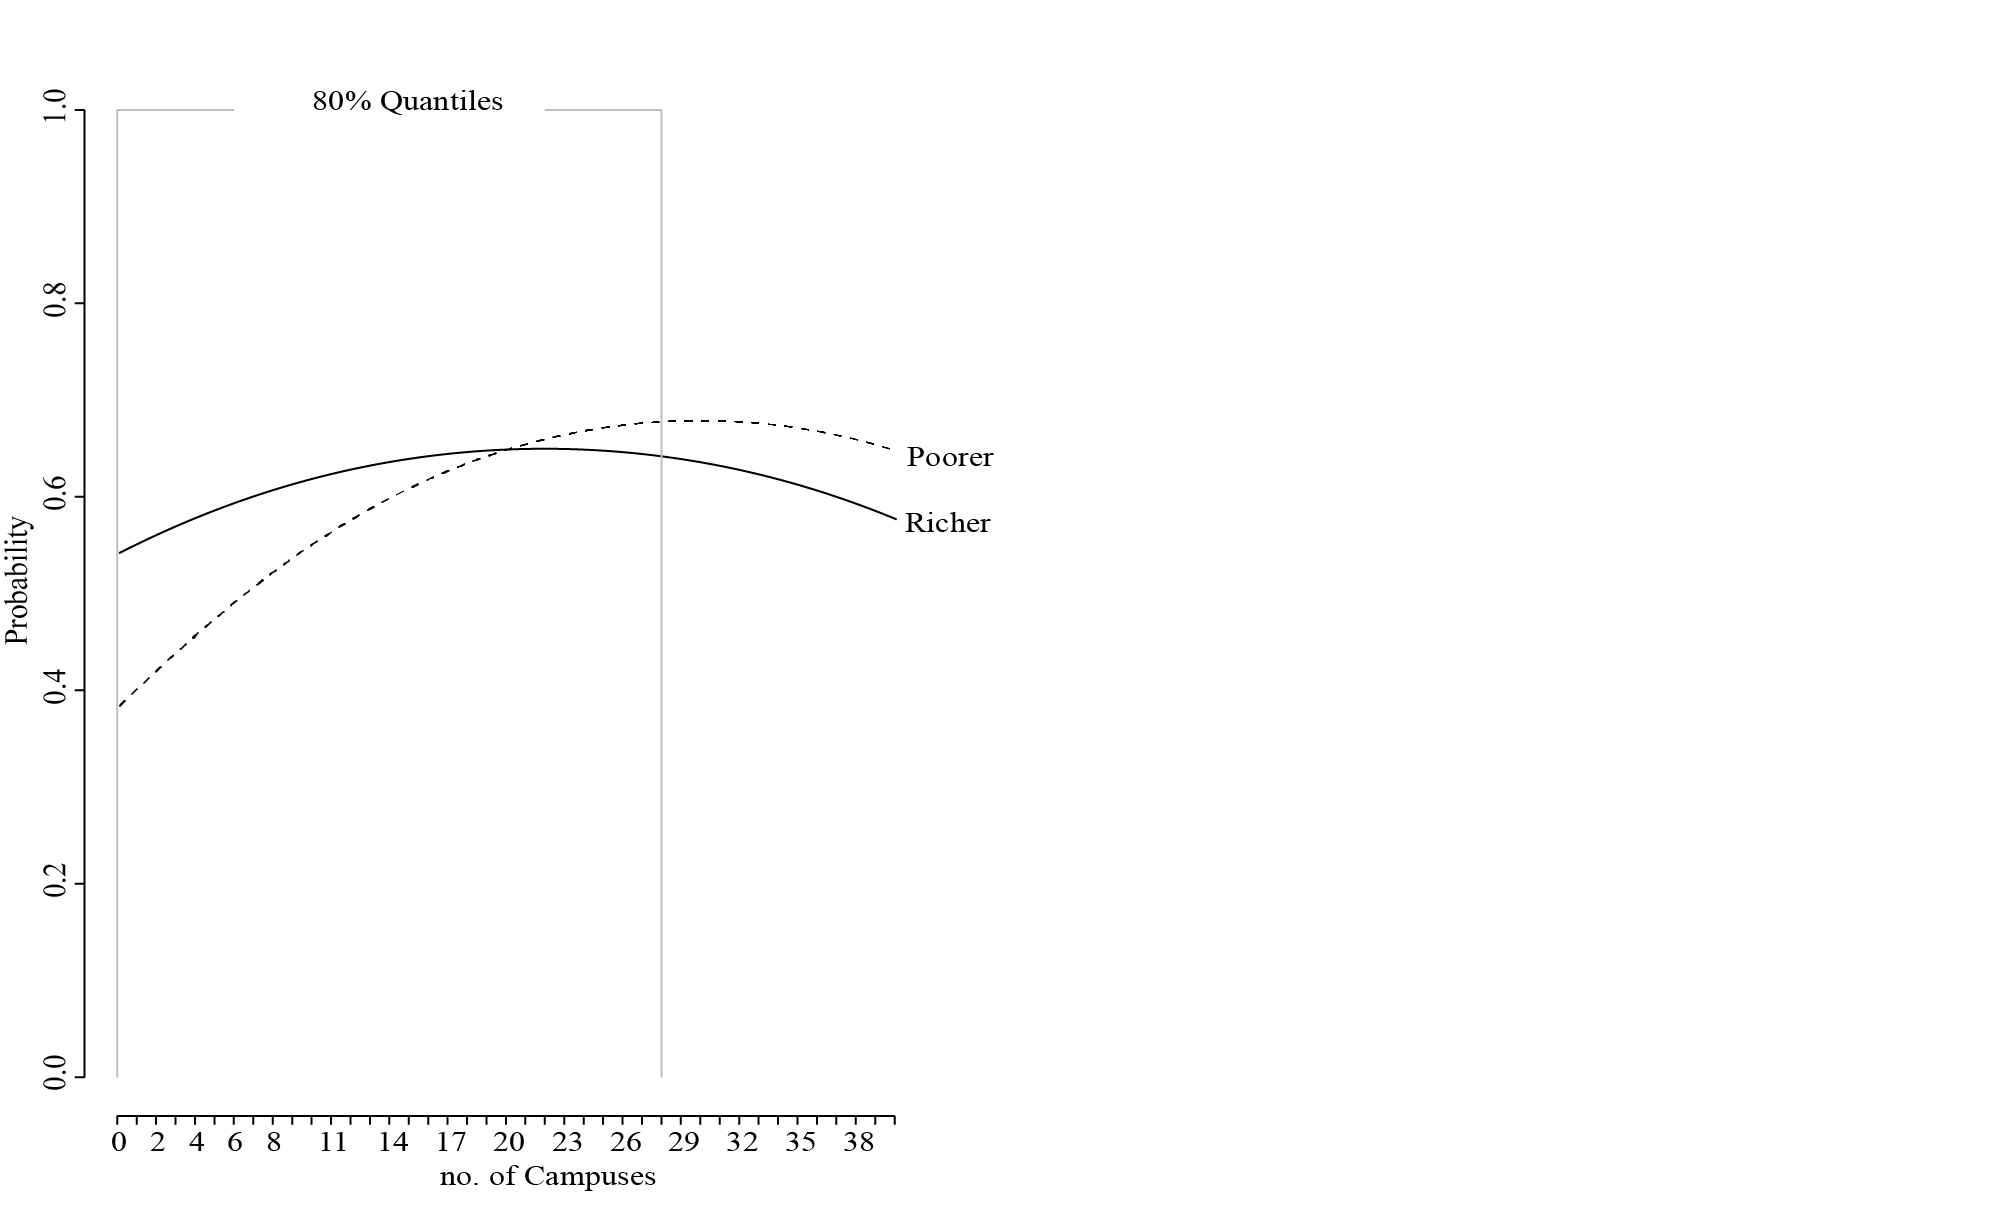 80% Quantiles
1.0
0.8
0.6
0.4
0.2
0.0
Probability
Poorer
Richer
0 2 4 6 8 11 14 17 20 23 26 29 32 35 38
no. of Campuses